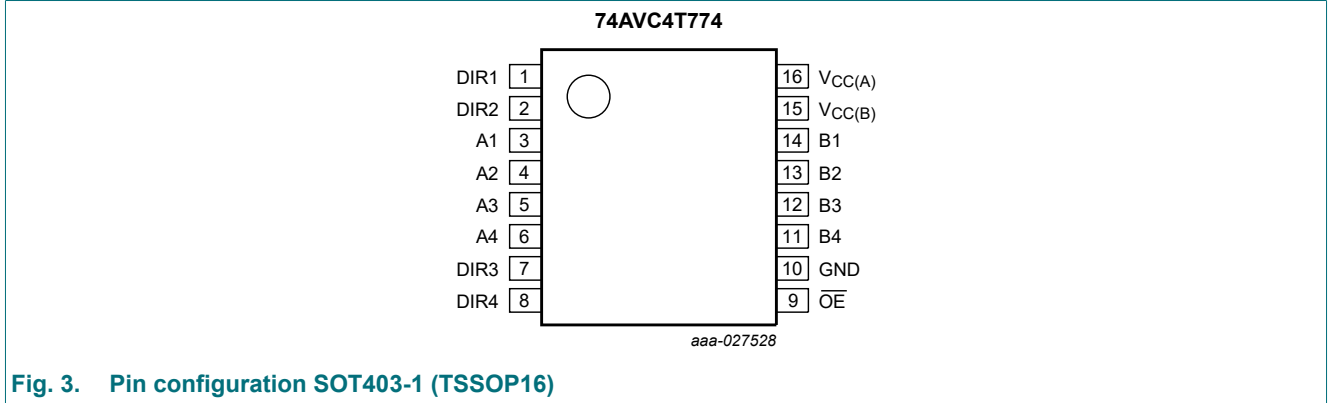 74AVC4T774
DIR1 1 16 VCC(A)
DIR2 2 15 VCC(B)
A1 3 14 B1
A2 4 13 B2
A3 5 12 B3
A4 6 11 B4
DIR3 7 10 GND
DIR4 8 9 O̅E̅
aaa-027528
Fig. 3. Pin configuration SOT403-1 (TSSOP16)